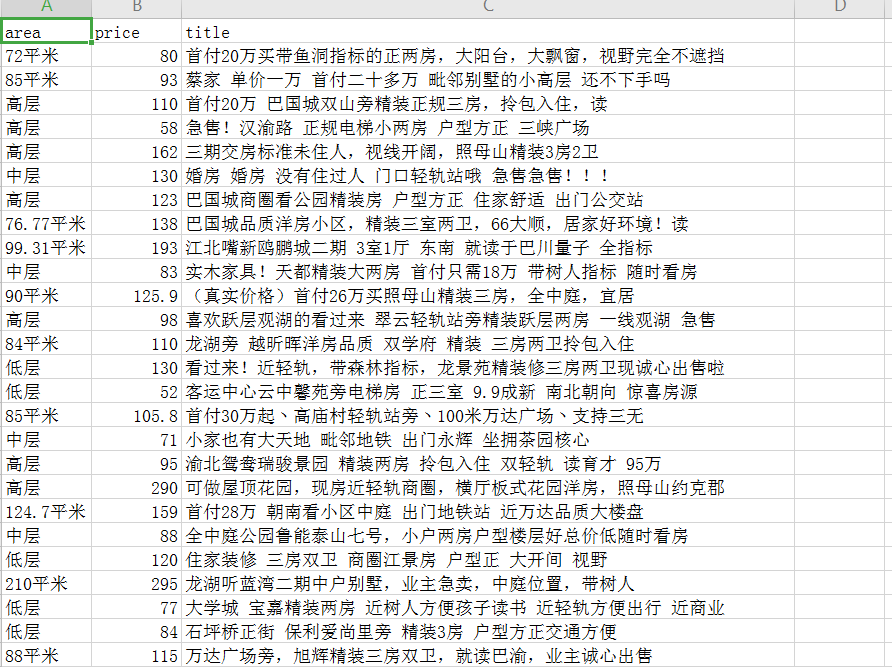 A B C D
area price title
72平米 80 首付20万买带鱼洞指标的正两房，大阳台，大飘窗，视野完全不遮挡
85平米 93 蔡家 单价一万 首付二十多万 毗邻别墅的小高层 还不下手吗
高层 110 首付20万 巴国城双山旁精装正规三房，拎包入住，读
高层 58 急售！汉渝路 正规电梯小两房 户型方正 三峡广场
高层 162 三期交房标准未住人，视线开阔，照母山精装3房2卫
中层 130 婚房 婚房 没有住过人 门口轻轨站哦 急售急售！！！
高层 123 巴国城商圈看公园精装房 户型方正 住家舒适 出门公交站
76.77平米 138 巴国城品质洋房小区，精装三室两卫，66大顺，居家好环境！读
99.31平米 193 江北嘴新鸥鹏城二期 3室1厅 东南 就读于巴川量子 全指标
中层 83 实木家具！天都精装大两房 首付只需18万 带树人指标 随时看房
90平米 125.9 （真实价格）首付26万买照母山精装三房，全中庭，宜居
高层 98 喜欢跃层观湖的看过来 翠云轻轨站旁精装跃层两房 一线观湖 急售
84平米 110 龙湖旁 越昕晖洋房品质 双学府 精装 三房两卫拎包入住
低层 130 看过来！近轻轨，带森林指标，龙景苑精装修三房两卫现诚心出售啦
低层 52 客运中心云中馨苑旁电梯房 正三室 9.9成新 南北朝向 惊喜房源
85平米 105.8 首付30万起丶高庙村轻轨站旁丶100米万达广场丶支持三无
中层 71 小家也有大天地 毗邻地铁 出门永辉 坐拥茶园核心
高层 95 渝北鸳鸯瑞骏景园 精装两房 拎包入住 双轻轨 读育才 95万
高层 290 可做屋顶花园，现房近轻轨商圈，横厅板式花园洋房，照母山约克郡
124.7平米 159 首付28万 朝南看小区中庭 出门地铁站 近万达品质大楼盘
中层 88 全中庭公园鲁能泰山七号，小户两房户型楼层好总价低随时看房
低层 120 住家装修 三房双卫 商圈江景房 户型正 大开间 视野
210平米 295 龙湖听蓝湾二期中户别墅，业主急卖，中庭位置，带树人
低层 77 大学城 宝嘉精装两房 近树人方便孩子读书 近轻轨方便出行 近商业
低层 84 石坪桥正街 保利爱尚里旁 精装3房 户型方正交通方便
88平米 115 万达广场旁，旭辉精装三房双卫，就读巴渝，业主诚心出售